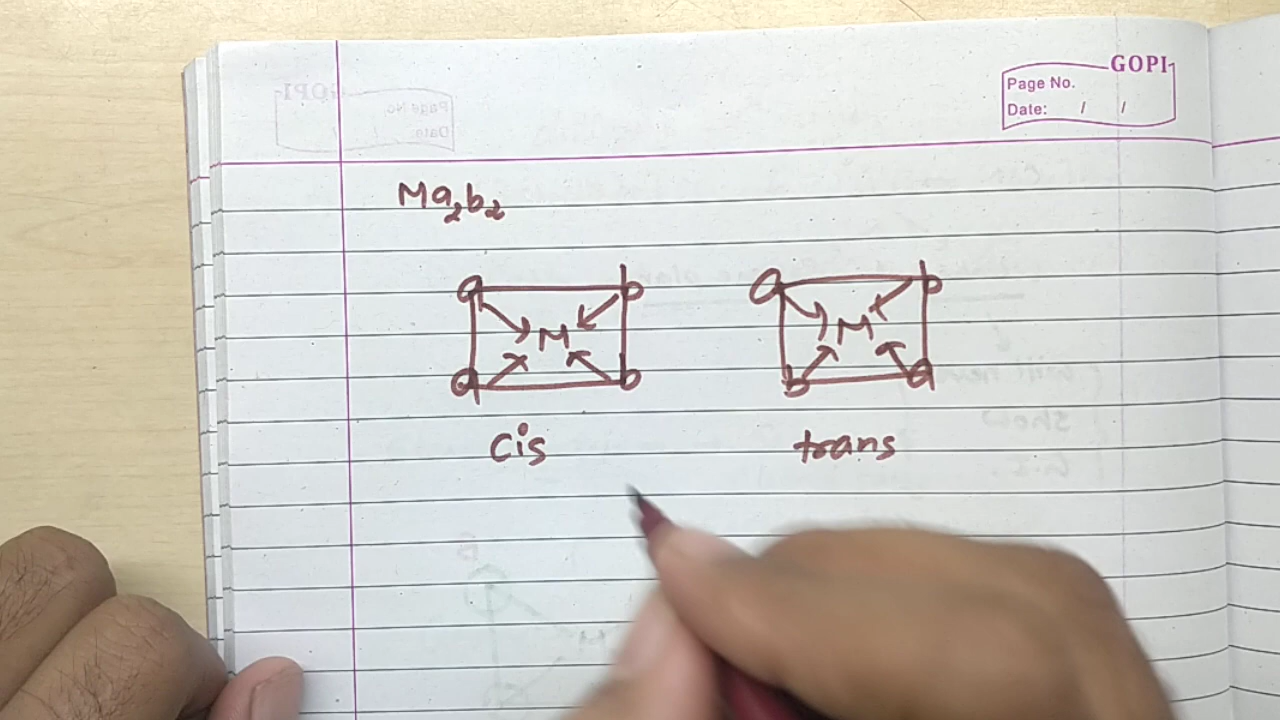 GOPI
Page No.
Date: / /
Ma₂b₂
a b a b
M M
a b b a
cis trans